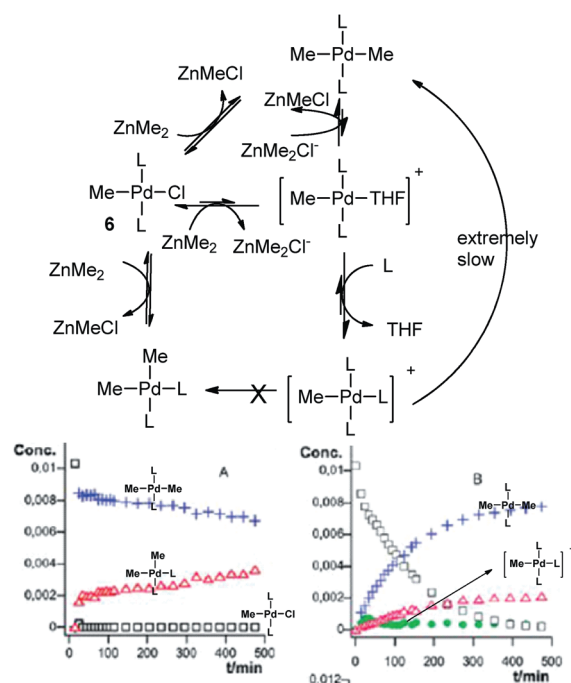 L
Me—Pd—Me
L
ZnMeCl
ZnMeCl
ZnMe2
ZnMe2Cl-
L
Me—Pd—Cl
6 L
ZnMe2
ZnMe2Cl-
L
[Me—Pd—THF]+
L
extremely
slow
ZnMe2
ZnMeCl
L
THF
Me
Me—Pd—L
L
X
L
[Me—Pd—L]+
L
Conc.
A
0,01
0,008
0,006
0,004
0,002
0
0 100 200 300 400 500
t/min
L
Me—Pd—Me
L
Me
Me—Pd—L
L
L
Me—Pd—Cl
L
Conc.
B
0,01
0,008
0,006
0,004
0,002
0
0 100 200 300 400 500
t/min
L
Me—Pd—Me
L
L
[Me—Pd—L]
L
0.012